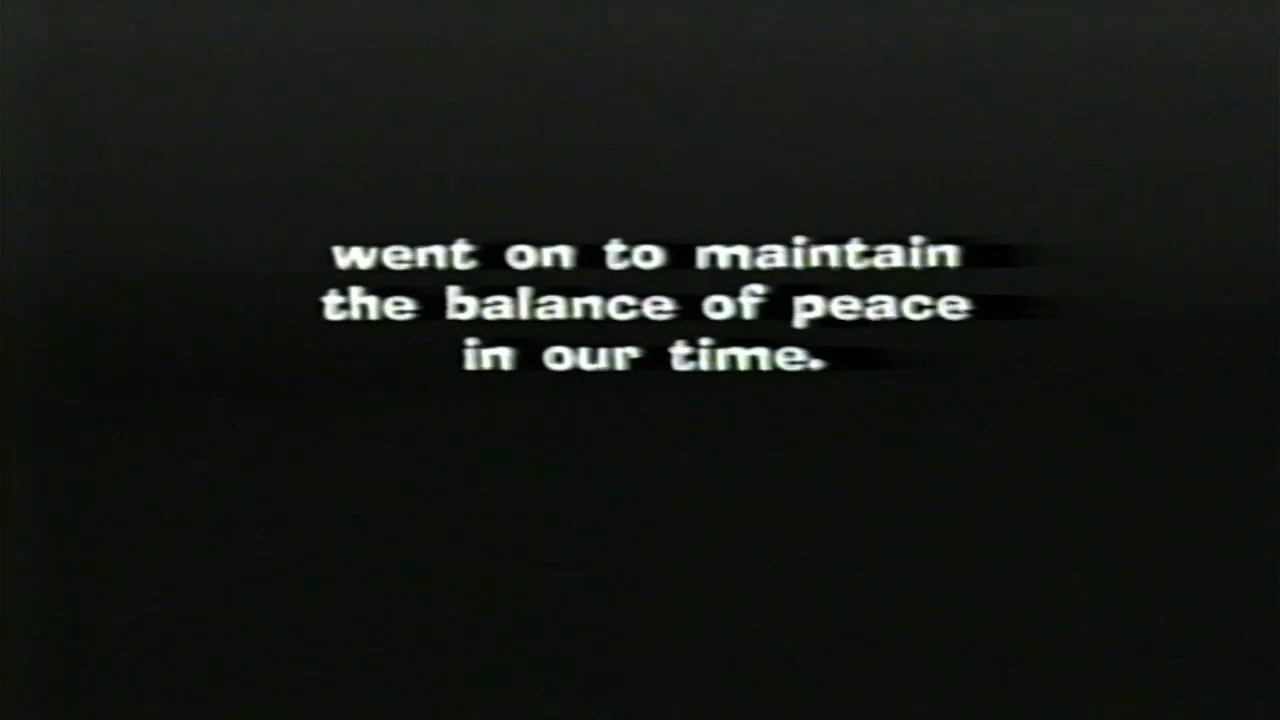 went on to maintain
the balance of peace
in our time.